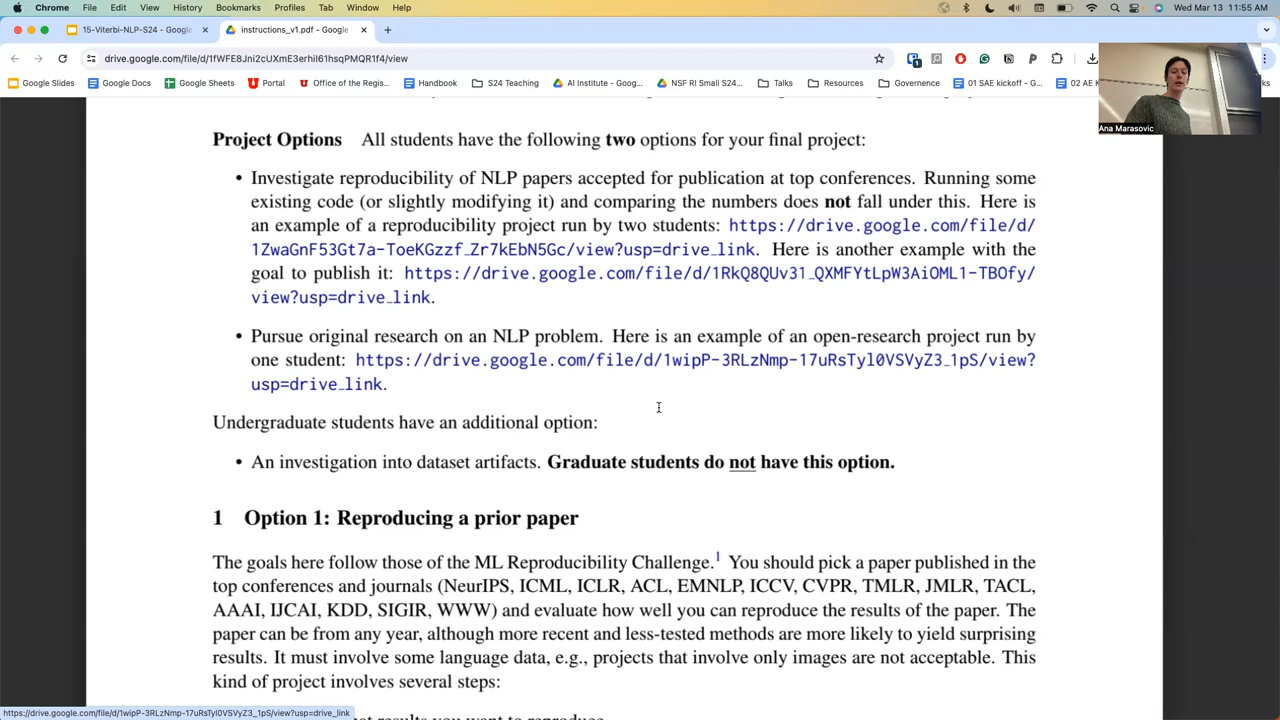 Chrome File Edit View History Bookmarks Profiles Tab Window Help Wed Mar 13 11:55 AM
15-Viterbi-NLP-S24 - Google instructions_v1.pdf - Google
drive.google.com/file/d/1fWFE8Jni2cUXmE3erhiI61hsqPMQR1f4/view
Google Slides Google Docs Google Sheets Portal Office of the Regis... Handbook S24 Teaching AI Institute - Goog... NSF RI Small S24... Talks Resources Governence 01 SAE kickoff - G... 02 AE
Ana Marasovic
Project Options All students have the following two options for your final project:
• Investigate reproducibility of NLP papers accepted for publication at top conferences. Running some
existing code (or slightly modifying it) and comparing the numbers does not fall under this. Here is
an example of a reproducibility project run by two students: https://drive.google.com/file/d/
1ZwaGnF53Gt7a-ToeKGzzf_Zr7kEbN5Gc/view?usp=drive_link. Here is another example with the
goal to publish it: https://drive.google.com/file/d/1RkQ8QUv31_QXMFYtLpW3AiOML1-TBOfy/
view?usp=drive_link.
• Pursue original research on an NLP problem. Here is an example of an open-research project run by
one student: https://drive.google.com/file/d/1wipP-3RLzNmp-17uRsTyl0VSVyZ3_1pS/view?
usp=drive_link.
Undergraduate students have an additional option:
• An investigation into dataset artifacts. Graduate students do not have this option.
1 Option 1: Reproducing a prior paper
The goals here follow those of the ML Reproducibility Challenge.1 You should pick a paper published in the
top conferences and journals (NeurIPS, ICML, ICLR, ACL, EMNLP, ICCV, CVPR, TMLR, JMLR, TACL,
AAAI, IJCAI, KDD, SIGIR, WWW) and evaluate how well you can reproduce the results of the paper. The
paper can be from any year, although more recent and less-tested methods are more likely to yield surprising
results. It must involve some language data, e.g., projects that involve only images are not acceptable. This
kind of project involves several steps:
https://drive.google.com/file/d/1wipP-3RLzNmp-17uRsTyl0VSVyZ3_1pS/view?usp=drive_link
results you want to reproduce